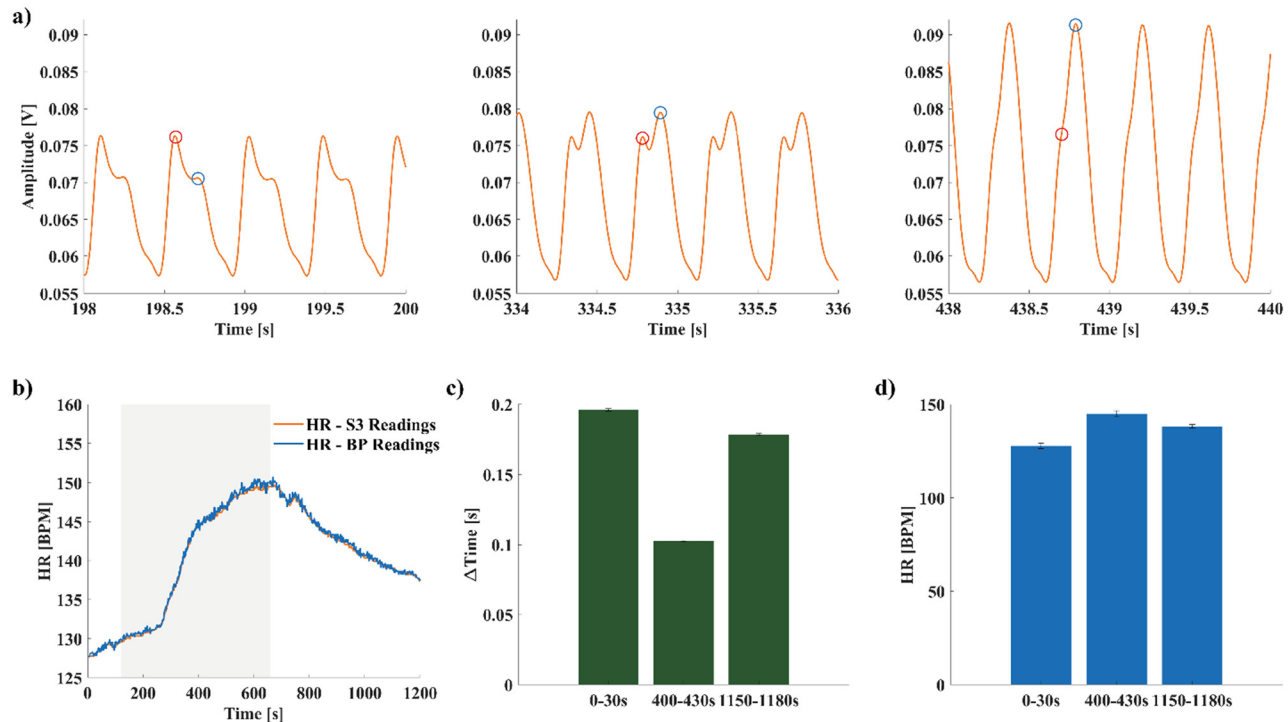 a)
0.09
0.085
0.08
0.075
0.07
0.065
0.06
0.055
Amplitude [V]
198 198.5 199 199.5 200
Time [s]
0.09
0.085
0.08
0.075
0.07
0.065
0.06
0.055
334 334.5 335 335.5 336
Time [s]
0.09
0.085
0.08
0.075
0.07
0.065
0.06
0.055
438 438.5 439 439.5 440
Time [s]
b)
160
155
150
145
140
135
130
125
HR [BPM]
HR - S3 Readings
HR - BP Readings
0 200 400 600 800 1000 1200
Time [s]
c)
0.2
0.15
0.1
0.05
0
ΔTime [s]
0-30s 400-430s 1150-1180s
d)
150
100
50
0
HR [BPM]
0-30s 400-430s 1150-1180s